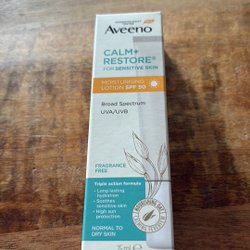 Aveeno
CALM+
RESTORE®
FOR SENSITIVE SKIN
MOISTURISING
LOTION SPF 50
Broad Spectrum
UVA/UVB
FRAGRANCE
FREE
Triple action formula
• Long lasting
hydration
• Soothes
sensitive skin
• High sun
protection
NORMAL TO
DRY SKIN